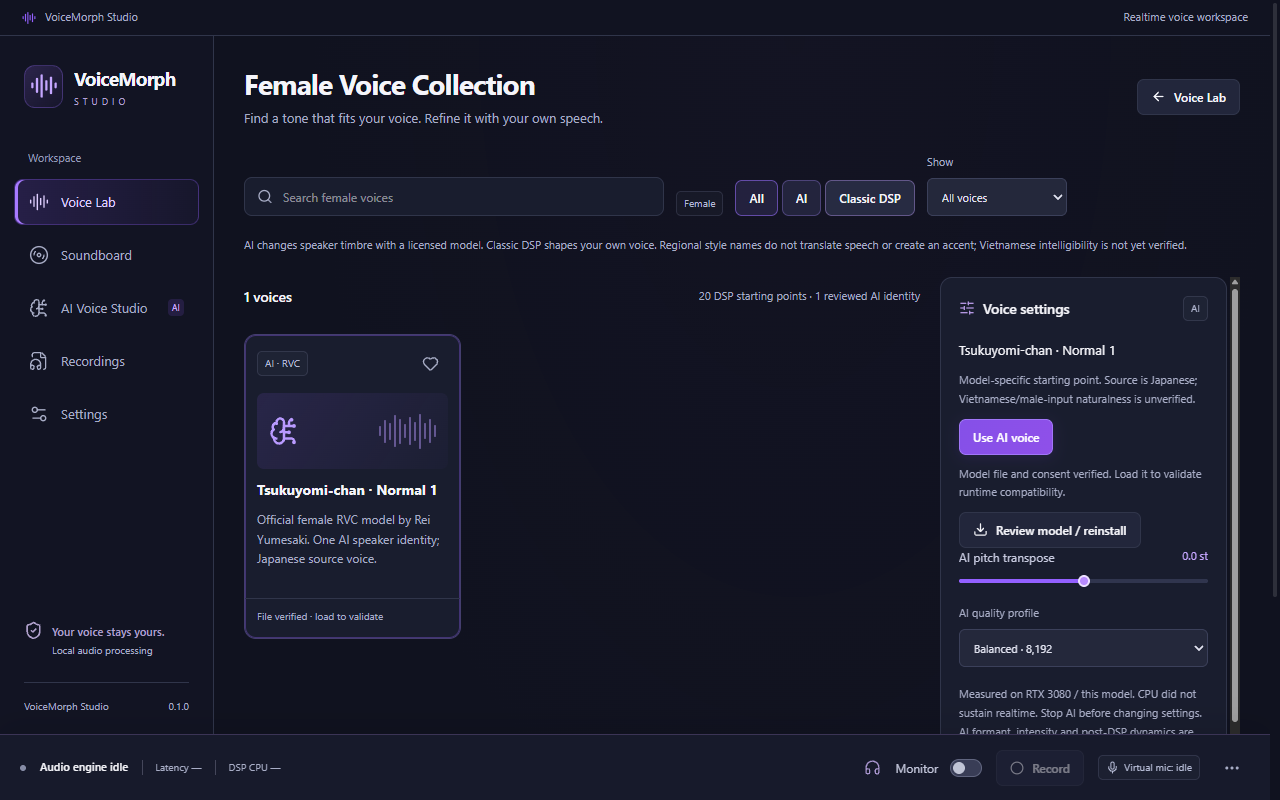 VoiceMorph Studio
Realtime voice workspace
VoiceMorph
STUDIO
Workspace
Voice Lab
Soundboard
AI Voice Studio
AI
Recordings
Settings
Your voice stays yours.
Local audio processing
VoiceMorph Studio
0.1.0
Female Voice Collection
Find a tone that fits your voice. Refine it with your own speech.
Voice Lab
Search female voices
Female
All
AI
Classic DSP
Show
All voices
AI changes speaker timbre with a licensed model. Classic DSP shapes your own voice. Regional style names do not translate speech or create an accent; Vietnamese intelligibility is not yet verified.
1 voices
20 DSP starting points · 1 reviewed AI identity
AI · RVC
Tsukuyomi-chan · Normal 1
Official female RVC model by Rei
Yumesaki. One AI speaker identity;
Japanese source voice.
File verified · load to validate
Voice settings
AI
Tsukuyomi-chan · Normal 1
Model-specific starting point. Source is Japanese;
Vietnamese/male-input naturalness is unverified.
Use AI voice
Model file and consent verified. Load it to validate
runtime compatibility.
Review model / reinstall
AI pitch transpose
0.0 st
AI quality profile
Balanced · 8,192
Measured on RTX 3080 / this model. CPU did not
sustain realtime. Stop AI before changing settings.
AI formant, intensity and post-DSP dynamics are
Audio engine idle
Latency —
DSP CPU —
Monitor
Record
Virtual mic: idle